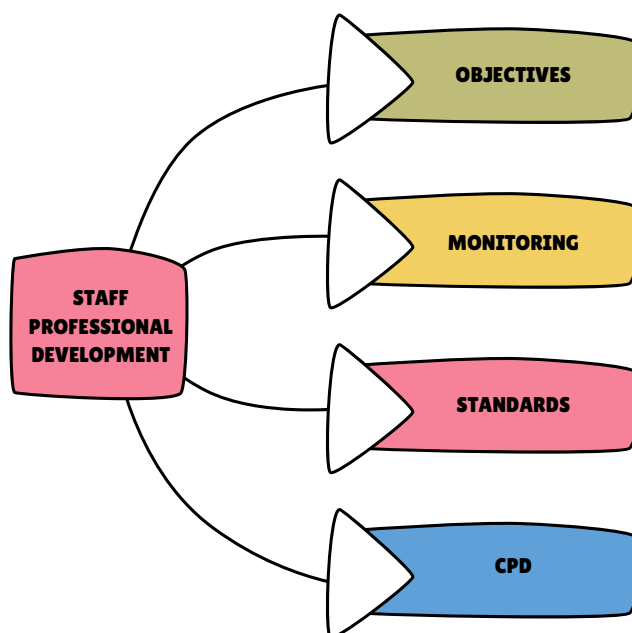 OBJECTIVES
MONITORING
STAFF
PROFESSIONAL
DEVELOPMENT
STANDARDS
CPD